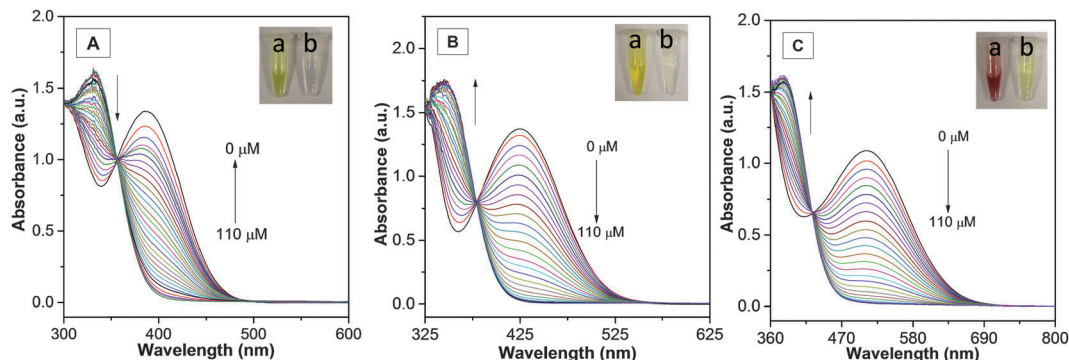 A
a b
2.0
1.5
1.0
0.5
0.0
Absorbance (a.u.)
0 μM
110 μM
300 400 500 600
Wavelength (nm)
B
a b
2.0
1.5
1.0
0.5
0.0
Absorbance (a.u.)
0 μM
110 μM
325 425 525 625
Wavelength (nm)
C
a b
2.0
1.5
1.0
0.5
0.0
Absorbance (a.u.)
0 μM
110 μM
360 470 580 690 800
Wavelength (nm)